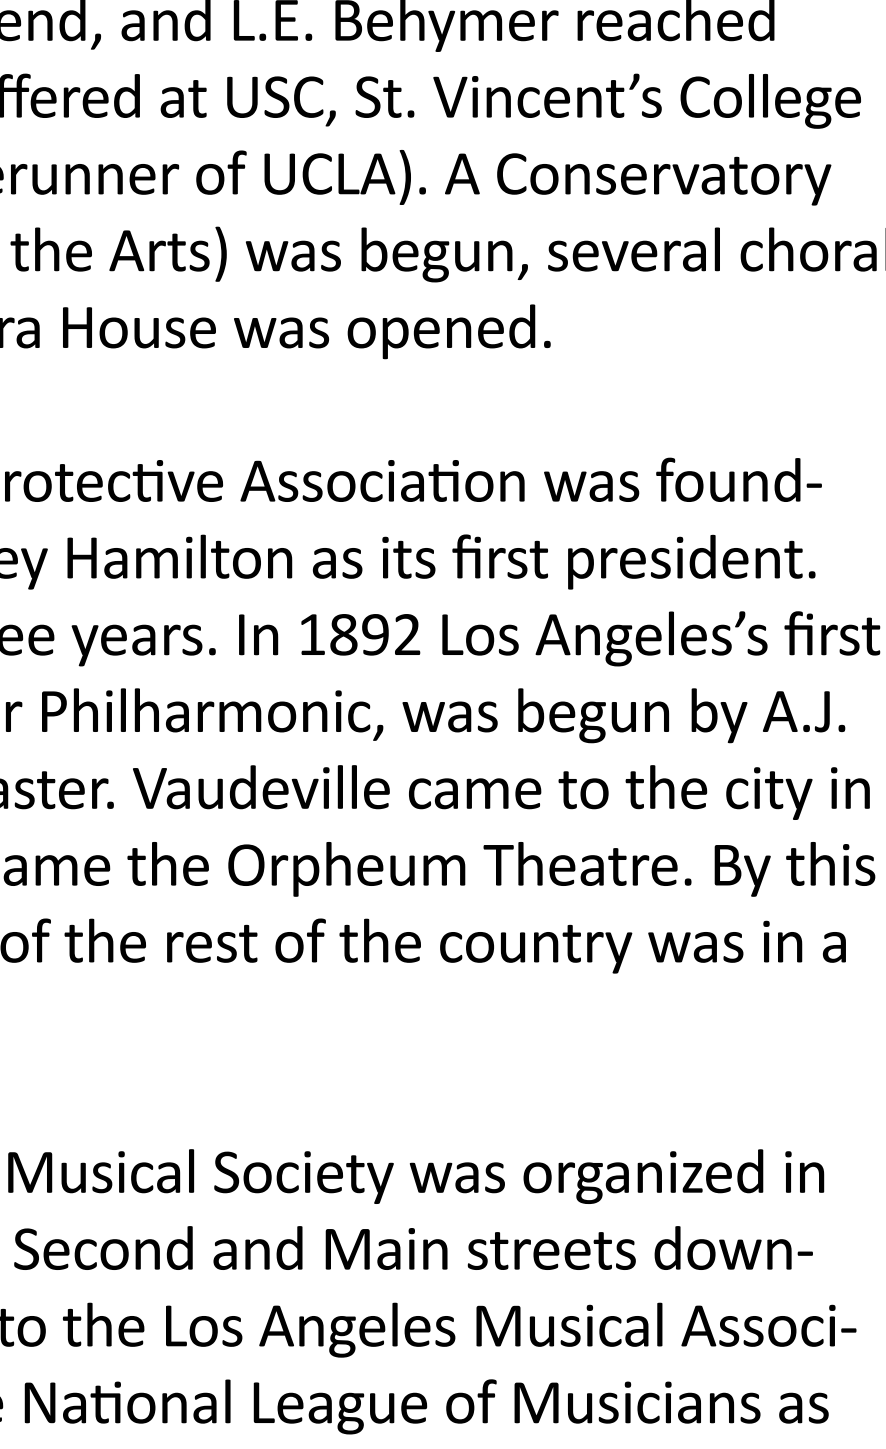 end, and L.E. Behymer reached
ffered at USC, St. Vincent’s College
erunner of UCLA). A Conservatory
the Arts) was begun, several choral
ra House was opened.
rotective Association was found-
ey Hamilton as its first president.
ee years. In 1892 Los Angeles’s first
r Philharmonic, was begun by A.J.
aster. Vaudeville came to the city in
ame the Orpheum Theatre. By this
of the rest of the country was in a
Musical Society was organized in
Second and Main streets down-
to the Los Angeles Musical Associ-
e National League of Musicians as